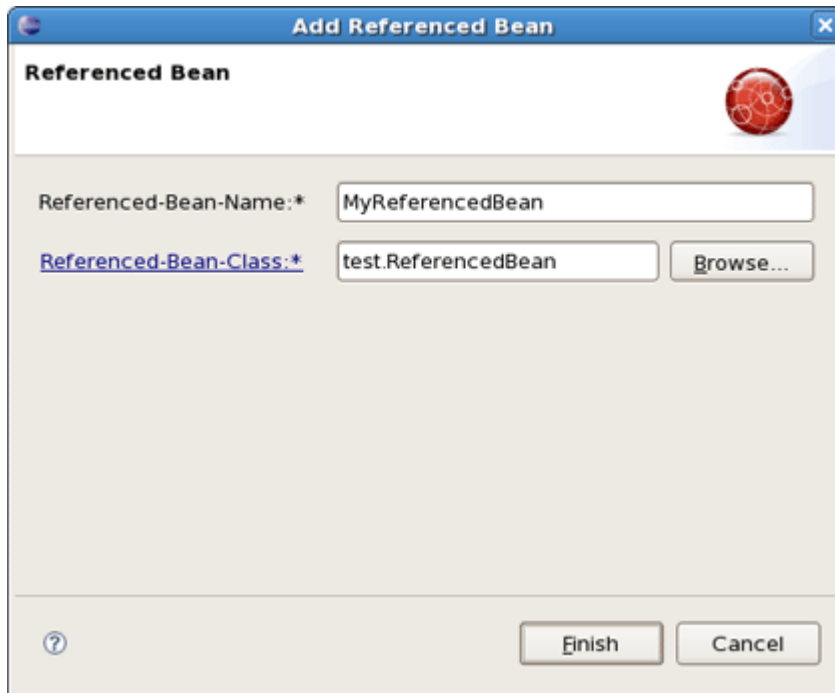 Add Referenced Bean
Referenced Bean
Referenced-Bean-Name:* MyReferencedBean
Referenced-Bean-Class:* test.ReferencedBean Browse...
? Finish Cancel